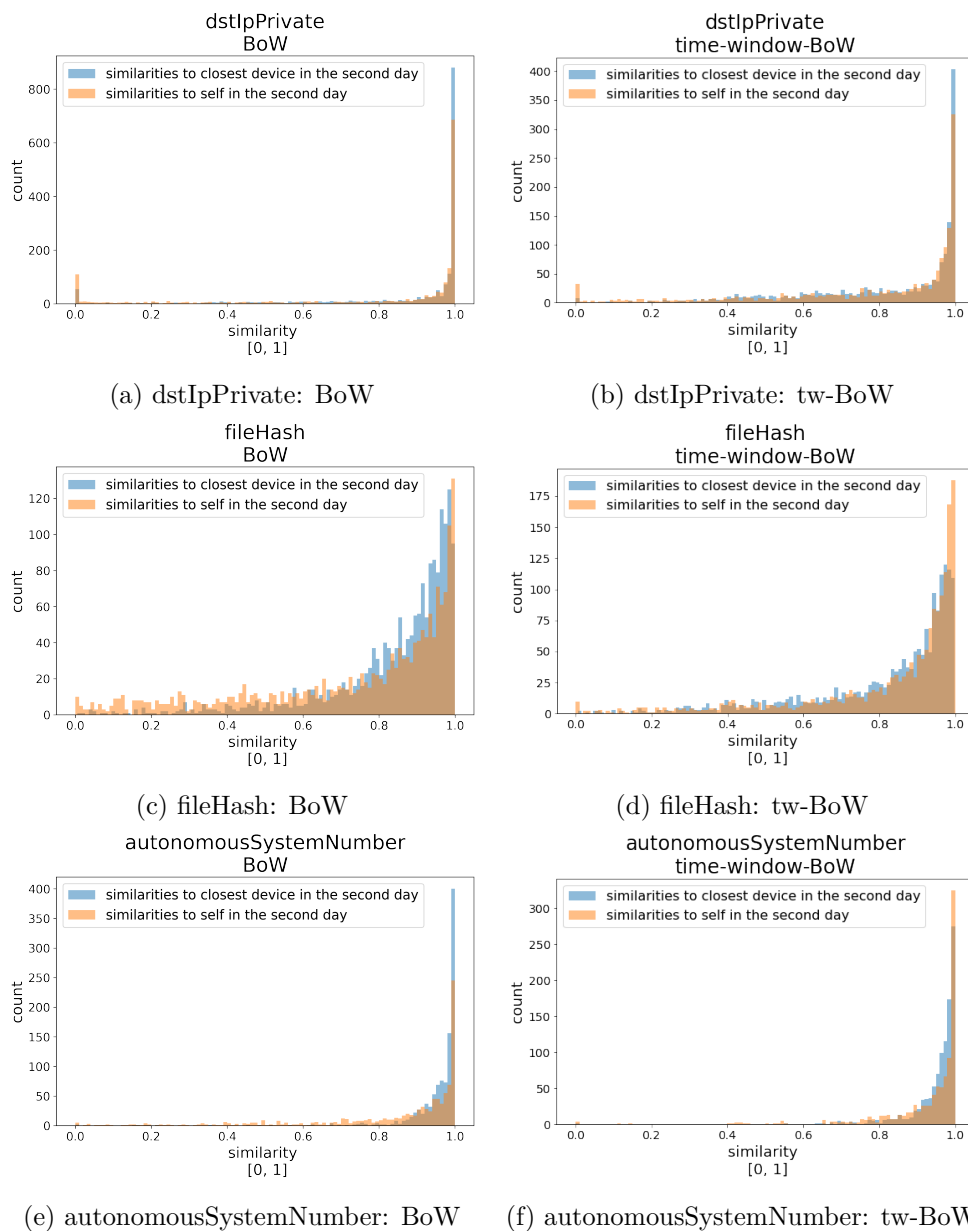 dstIpPrivate
BoW
similarities to closest device in the second day
similarities to self in the second day
800
600
400
200
0
count
0.0 0.2 0.4 0.6 0.8 1.0
similarity
[0, 1]
(a) dstIpPrivate: BoW
dstIpPrivate
time-window-BoW
similarities to closest device in the second day
similarities to self in the second day
400
350
300
250
200
150
100
50
0
count
0.0 0.2 0.4 0.6 0.8 1.0
similarity
[0, 1]
(b) dstIpPrivate: tw-BoW
fileHash
BoW
similarities to closest device in the second day
similarities to self in the second day
120
100
80
60
40
20
0
count
0.0 0.2 0.4 0.6 0.8 1.0
similarity
[0, 1]
(c) fileHash: BoW
fileHash
time-window-BoW
similarities to closest device in the second day
similarities to self in the second day
175
150
125
100
75
50
25
0
count
0.0 0.2 0.4 0.6 0.8 1.0
similarity
[0, 1]
(d) fileHash: tw-BoW
autonomousSystemNumber
BoW
similarities to closest device in the second day
similarities to self in the second day
400
350
300
250
200
150
100
50
0
count
0.0 0.2 0.4 0.6 0.8 1.0
similarity
[0, 1]
(e) autonomousSystemNumber: BoW
autonomousSystemNumber
time-window-BoW
similarities to closest device in the second day
similarities to self in the second day
300
250
200
150
100
50
0
count
0.0 0.2 0.4 0.6 0.8 1.0
similarity
[0, 1]
(f) autonomousSystemNumber: tw-BoW